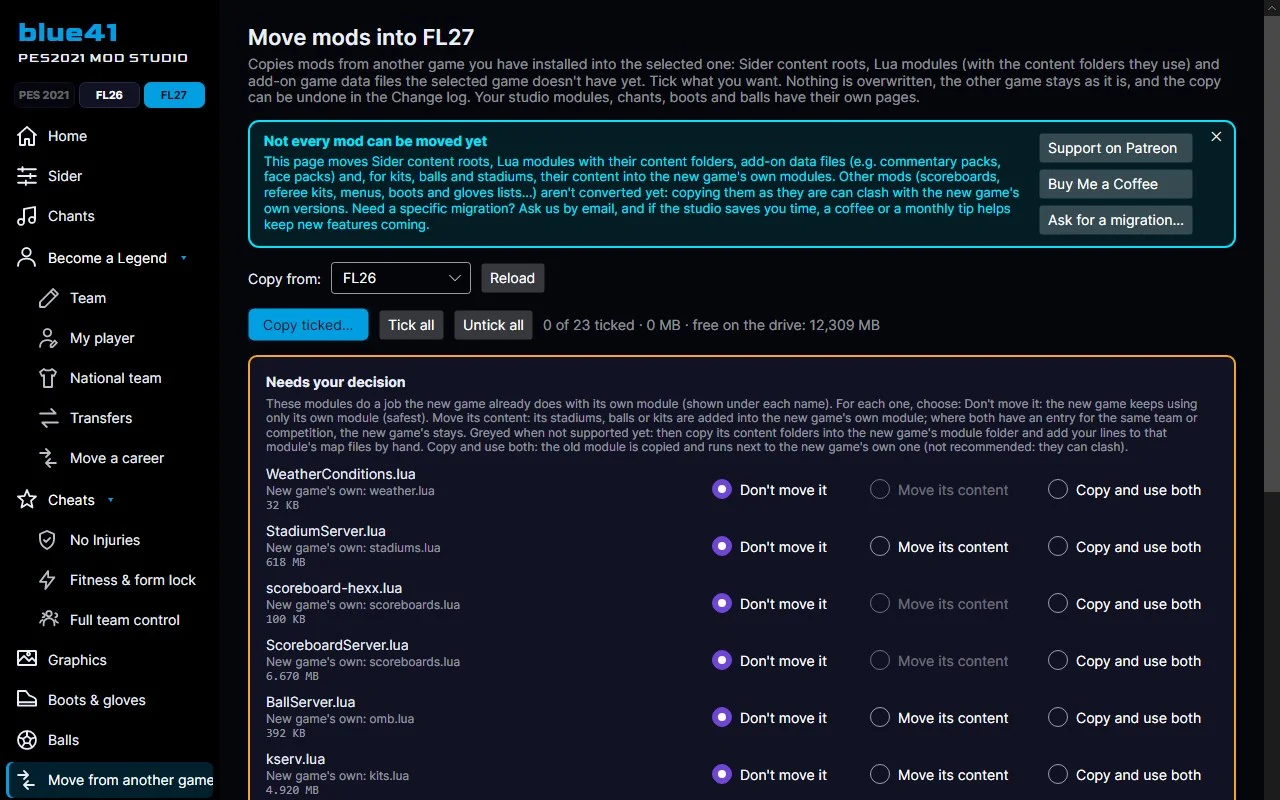 blue41
PES2021 MOD STUDIO
PES 2021
FL26
FL27
Home
Sider
Chants
Become a Legend
Team
My player
National team
Transfers
Move a career
Cheats
No Injuries
Fitness & form lock
Full team control
Graphics
Boots & gloves
Balls
Move from another game
Move mods into FL27
Copies mods from another game you have installed into the selected one: Sider content roots, Lua modules (with the content folders they use) and
add-on game data files the selected game doesn't have yet. Tick what you want. Nothing is overwritten, the other game stays as it is, and the copy
can be undone in the Change log. Your studio modules, chants, boots and balls have their own pages.
Not every mod can be moved yet
This page moves Sider content roots, Lua modules with their content folders, add-on data files (e.g. commentary packs,
face packs) and, for kits, balls and stadiums, their content into the new game's own modules. Other mods (scoreboards,
referee kits, menus, boots and gloves lists...) aren't converted yet: copying them as they are can clash with the new game's
own versions. Need a specific migration? Ask us by email, and if the studio saves you time, a coffee or a monthly tip helps
keep new features coming.
Support on Patreon
Buy Me a Coffee
Ask for a migration...
Copy from:
FL26
Reload
Copy ticked...
Tick all
Untick all
0 of 23 ticked · 0 MB · free on the drive: 12,309 MB
Needs your decision
These modules do a job the new game already does with its own module (shown under each name). For each one, choose: Don't move it: the new game keeps using
only its own module (safest). Move its content: its stadiums, balls or kits are added into the new game's own module; where both have an entry for the same team or
competition, the new game's stays. Greyed when not supported yet: then copy its content folders into the new game's module folder and add your lines to that
module's map files by hand. Copy and use both: the old module is copied and runs next to the new game's own one (not recommended: they can clash).
WeatherConditions.lua
New game's own: weather.lua
32 KB
Don't move it
Move its content
Copy and use both
StadiumServer.lua
New game's own: stadiums.lua
618 MB
Don't move it
Move its content
Copy and use both
scoreboard-hexx.lua
New game's own: scoreboards.lua
100 KB
Don't move it
Move its content
Copy and use both
ScoreboardServer.lua
New game's own: scoreboards.lua
6.670 MB
Don't move it
Move its content
Copy and use both
BallServer.lua
New game's own: omb.lua
392 KB
Don't move it
Move its content
Copy and use both
kserv.lua
New game's own: kits.lua
4.920 MB
Don't move it
Move its content
Copy and use both